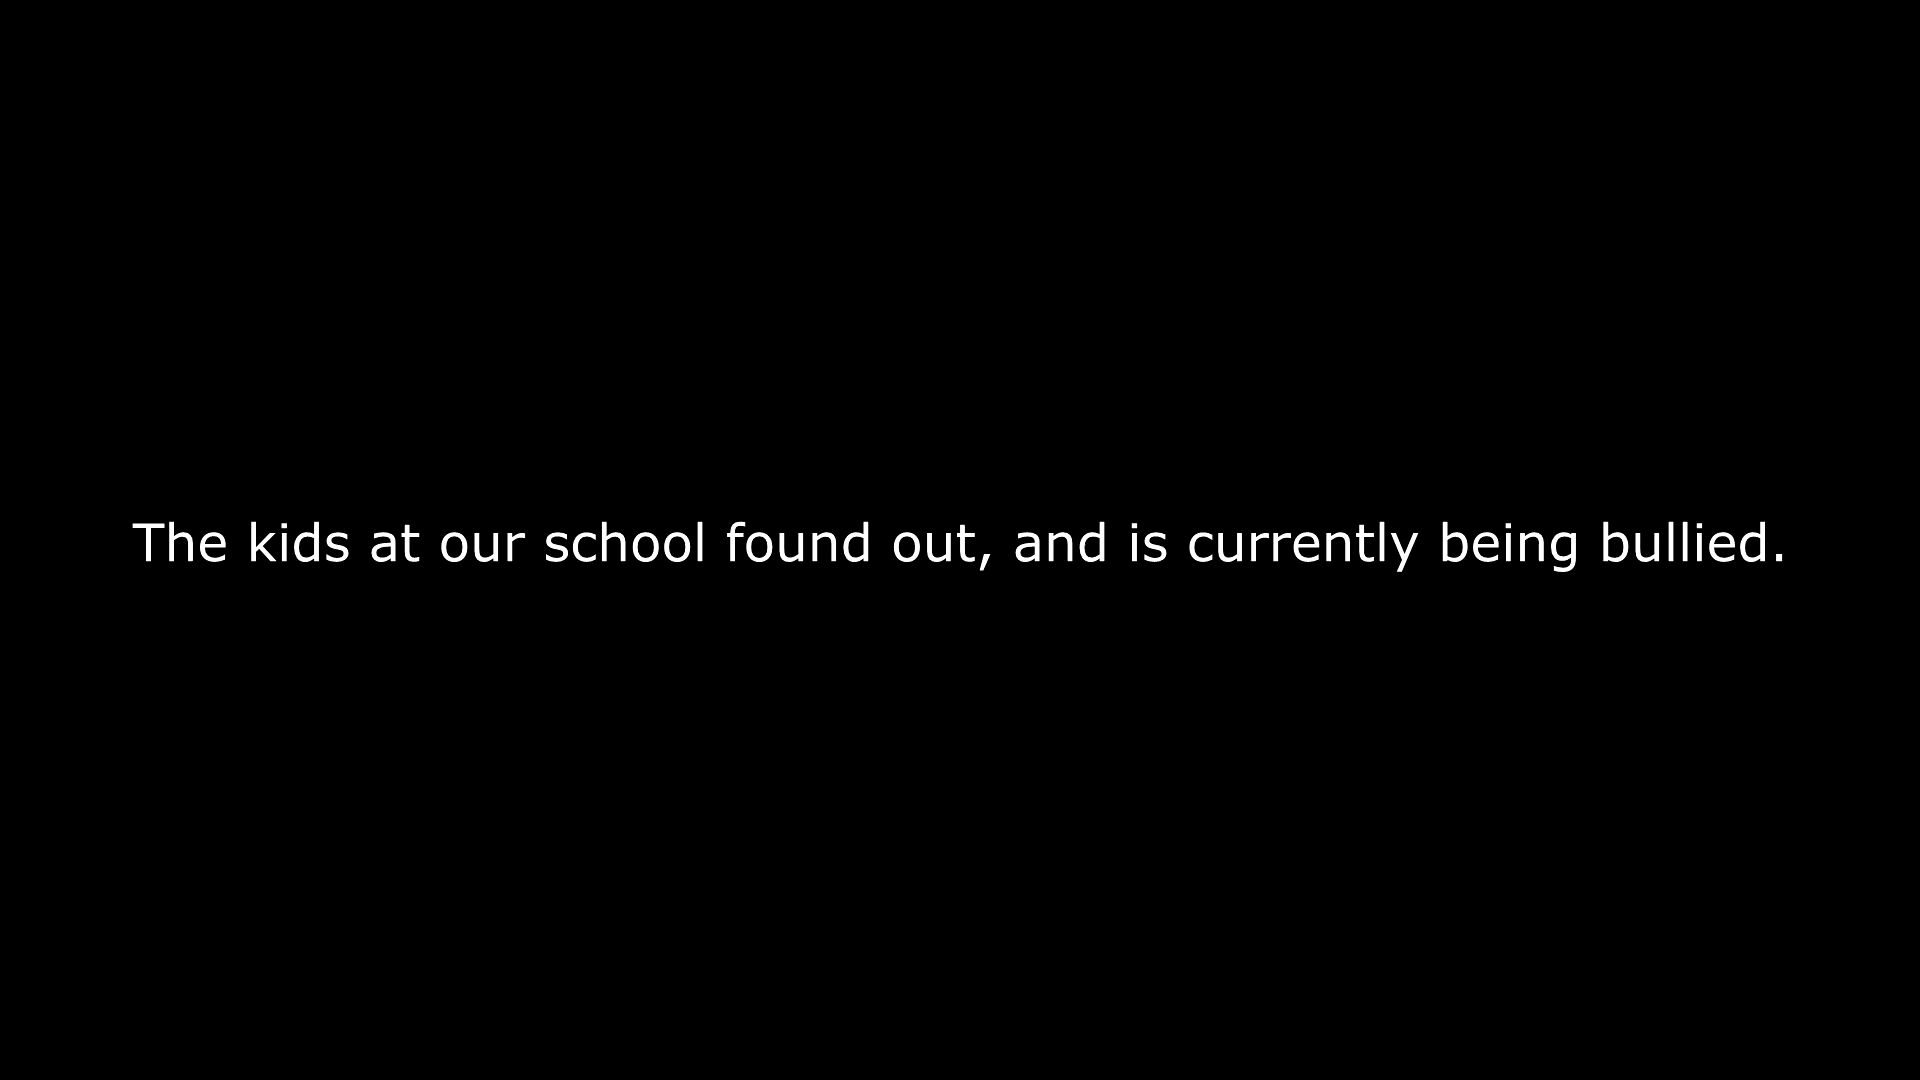 The kids at our school found out, and is currently being bullied.